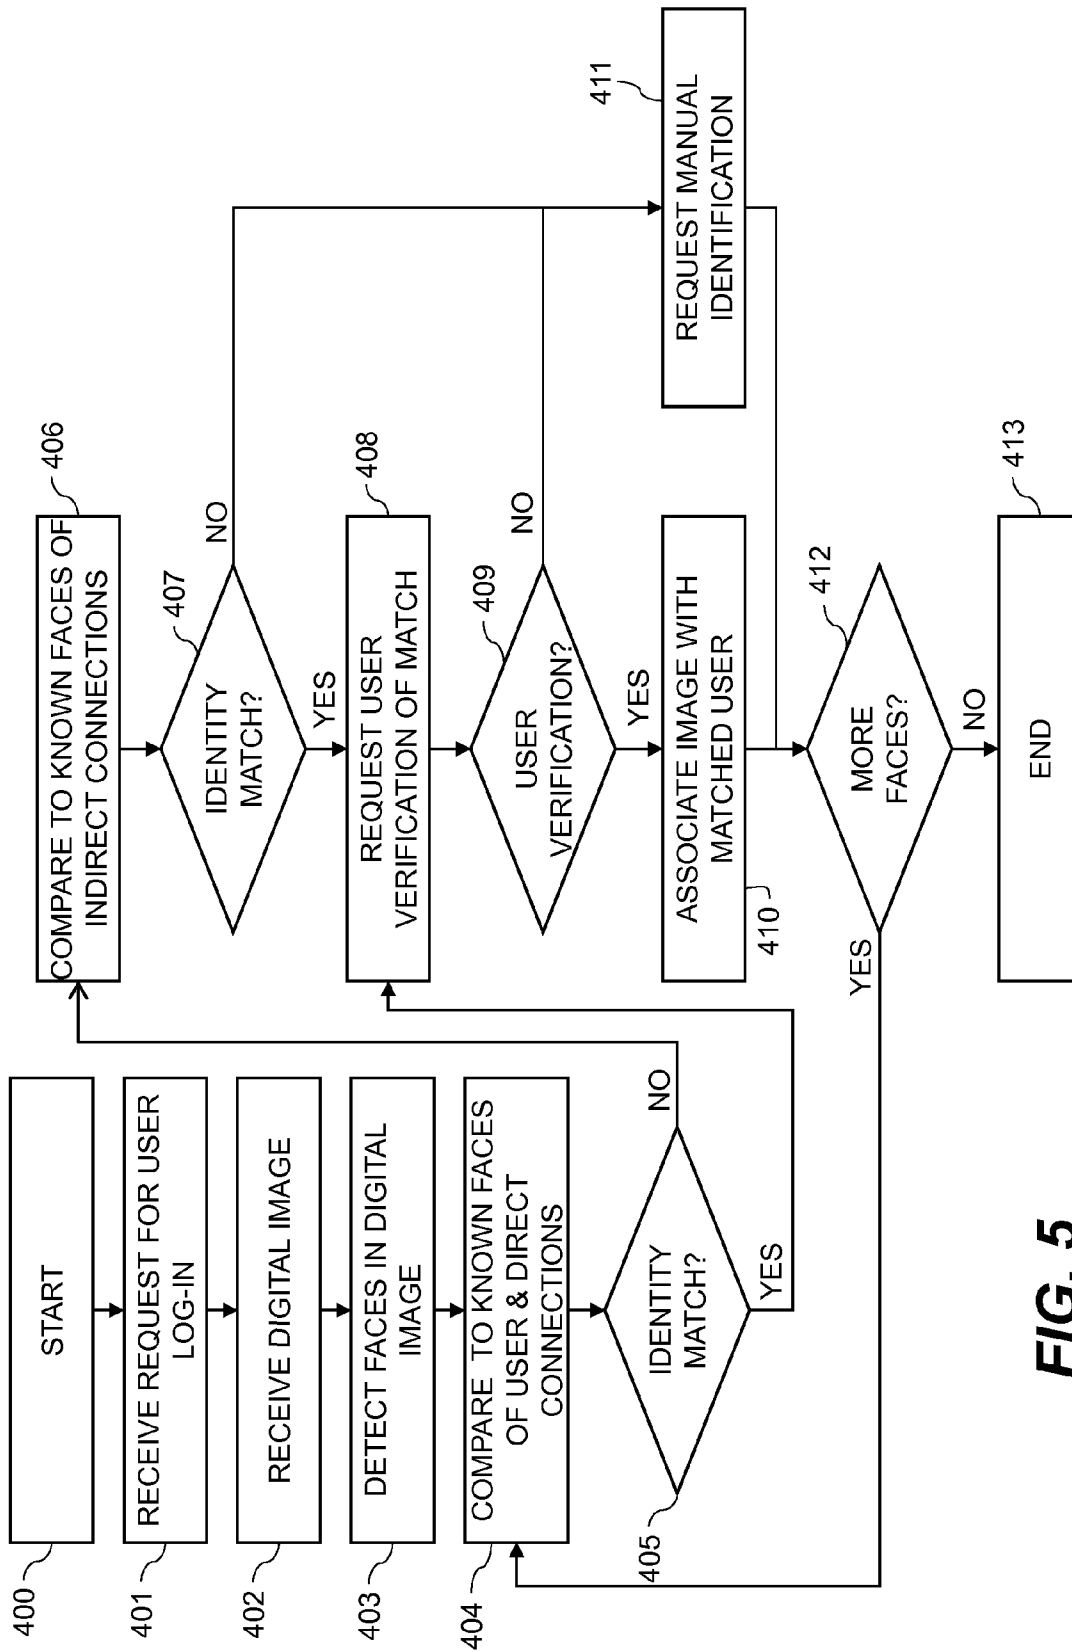 400
START
401
RECEIVE REQUEST FOR USER
LOG-IN
402
RECEIVE DIGITAL IMAGE
403
DETECT FACES IN DIGITAL
IMAGE
404
COMPARE TO KNOWN FACES
OF USER & DIRECT
CONNECTIONS
405
IDENTITY
MATCH?
NO
YES
COMPARE TO KNOWN FACES OF
INDIRECT CONNECTIONS
406
IDENTITY
MATCH?
407
NO
YES
REQUEST USER
VERIFICATION OF MATCH
408
USER
VERIFICATION?
409
NO
YES
ASSOCIATE IMAGE WITH
MATCHED USER
410
REQUEST MANUAL
IDENTIFICATION
411
MORE
FACES?
412
YES
NO
END
413
FIG. 5